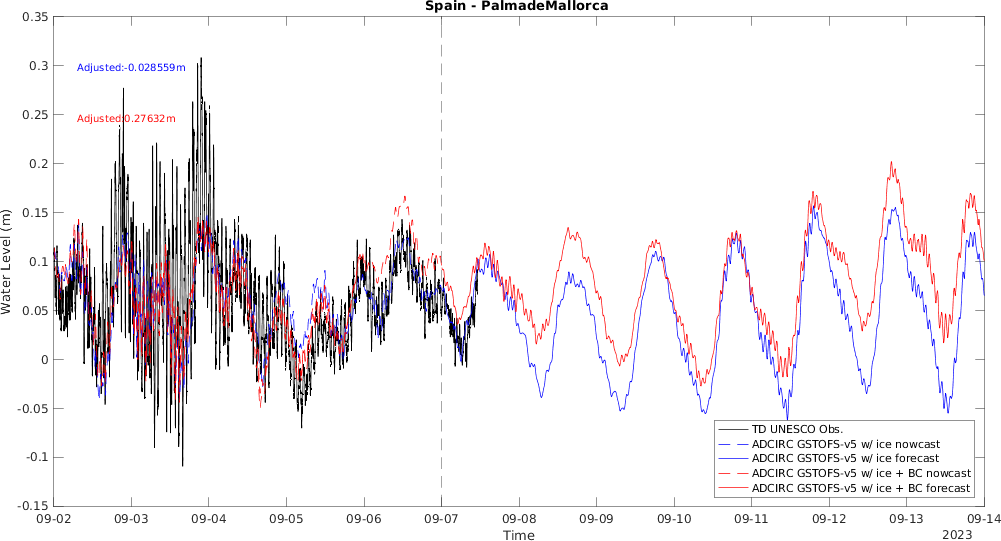 Spain - PalmadeMallorca
0.35
0.3
0.25
0.2
0.15
0.1
0.05
0
-0.05
-0.1
-0.15
Water Level (m)
Adjusted:-0.028559m
Adjusted:0.27632m
TD UNESCO Obs.
ADCIRC GSTOFS-v5 w/ ice nowcast
ADCIRC GSTOFS-v5 w/ ice forecast
ADCIRC GSTOFS-v5 w/ ice + BC nowcast
ADCIRC GSTOFS-v5 w/ ice + BC forecast
09-02 09-03 09-04 09-05 09-06 09-07 09-08 09-09 09-10 09-11 09-12 09-13 09-14
Time
2023